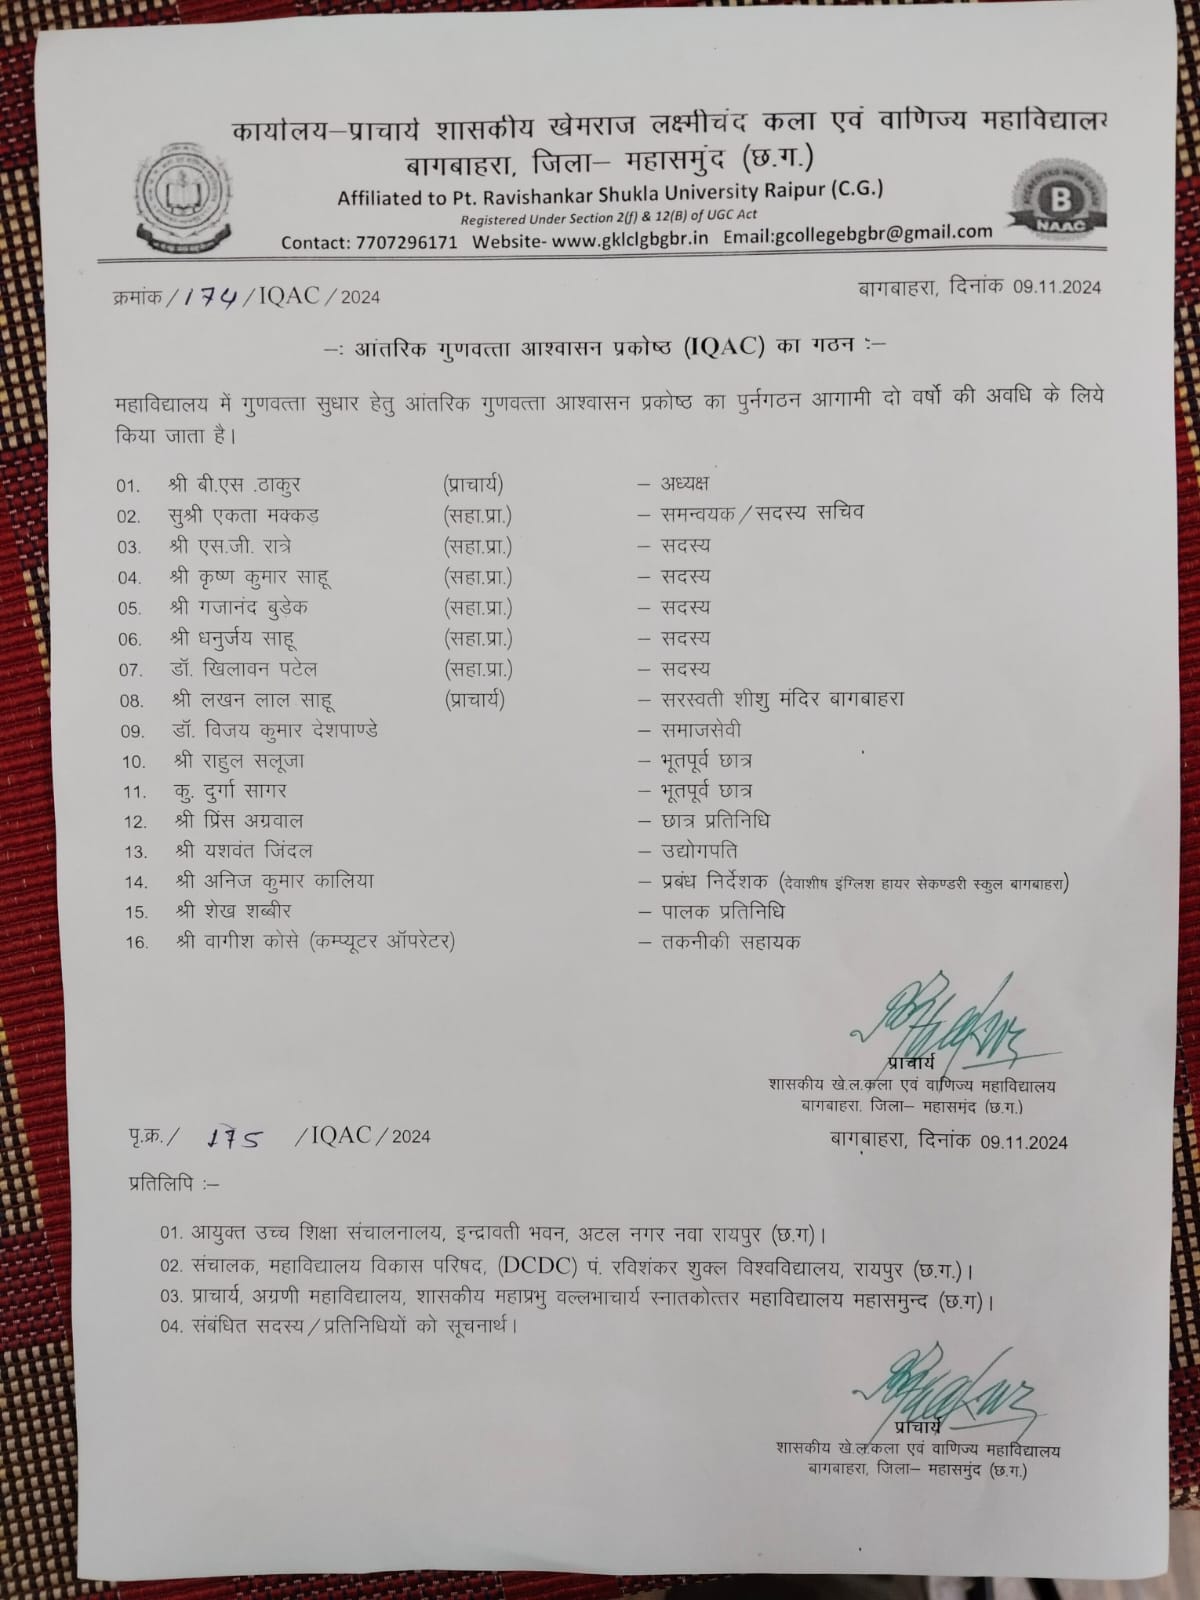 कार्यालय–प्राचार्य शासकीय खेमराज लक्ष्मीचंद कला एवं वाणिज्य महाविद्यालय
बागबाहरा, जिला– महासमुंद (छ.ग.)
Affiliated to Pt. Ravishankar Shukla University Raipur (C.G.)
Registered Under Section 2(f) & 12(B) of UGC Act
Contact: 7707296171 Website- www.gklclgbgbr.in Email:gcollegebgbr@gmail.com
B
NAAC
क्रमांक/174/IQAC/2024 बागबाहरा, दिनांक 09.11.2024
–: आंतरिक गुणवत्ता आश्वासन प्रकोष्ठ (IQAC) का गठन :–
महाविद्यालय में गुणवत्ता सुधार हेतु आंतरिक गुणवत्ता आश्वासन प्रकोष्ठ का पुर्नगठन आगामी दो वर्षो की अवधि के लिये
किया जाता है।
01. श्री बी.एस .ठाकुर (प्राचार्य) – अध्यक्ष
02. सुश्री एकता मक्कड़ (सहा.प्रा.) – समन्वयक/सदस्य सचिव
03. श्री एस.जी. रात्रे (सहा.प्रा.) – सदस्य
04. श्री कृष्ण कुमार साहू (सहा.प्रा.) – सदस्य
05. श्री गजानंद बुडेक (सहा.प्रा.) – सदस्य
06. श्री धनुर्जय साहू (सहा.प्रा.) – सदस्य
07. डॉ. खिलावन पटेल (सहा.प्रा.) – सदस्य
08. श्री लखन लाल साहू (प्राचार्य) – सरस्वती शीशु मंदिर बागबाहरा
09. डॉ. विजय कुमार देशपाण्डे – समाजसेवी
10. श्री राहुल सलूजा – भूतपूर्व छात्र
11. कु. दुर्गा सागर – भूतपूर्व छात्र
12. श्री प्रिंस अग्रवाल – छात्र प्रतिनिधि
13. श्री यशवंत जिंदल – उद्योगपति
14. श्री अनिज कुमार कालिया – प्रबंध निर्देशक (देवाशीष इंग्लिश हायर सेकण्डरी स्कुल बागबाहरा)
15. श्री शेख शब्बीर – पालक प्रतिनिधि
16. श्री वागीश कोसे (कम्प्यूटर ऑपरेटर) – तकनीकी सहायक
प्राचार्य
शासकीय खे.ल.कला एवं वाणिज्य महाविद्यालय
बागबाहरा. जिला– महासमुंद (छ.ग.)
पृ.क्र./ 175 /IQAC/2024 बागबाहरा, दिनांक 09.11.2024
प्रतिलिपि :–
01. आयुक्त उच्च शिक्षा संचालनालय, इन्द्रावती भवन, अटल नगर नवा रायपुर (छ.ग)।
02. संचालक, महाविद्यालय विकास परिषद, (DCDC) पं. रविशंकर शुक्ल विश्वविद्यालय, रायपुर (छ.ग.)।
03. प्राचार्य, अग्रणी महाविद्यालय, शासकीय महाप्रभु वल्लभाचार्य स्नातकोत्तर महाविद्यालय महासमुन्द (छ.ग)।
04. संबंधित सदस्य/प्रतिनिधियों को सूचनार्थ।
प्राचार्य
शासकीय खे.ल.कला एवं वाणिज्य महाविद्यालय
बागबाहरा, जिला– महासमुंद (छ.ग.)